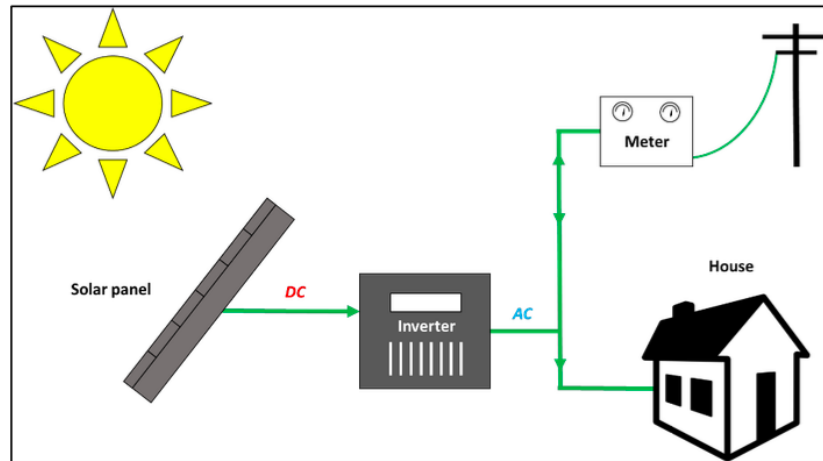 Meter
House
Solar panel
DC
Inverter
AC